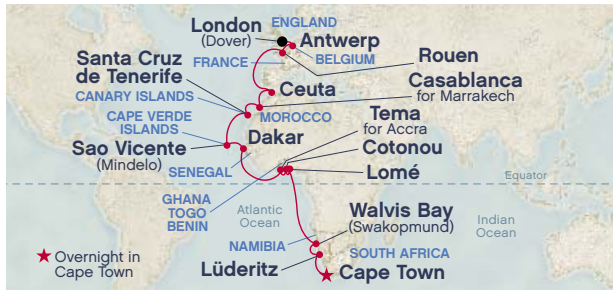 London
(Dover)
ENGLAND
Antwerp
BELGIUM
FRANCE
Rouen
Santa Cruz
de Tenerife
CANARY ISLANDS
Ceuta
Casablanca
for Marrakech
MOROCCO
CAPE VERDE
ISLANDS
Sao Vicente
(Mindelo)
Dakar
SENEGAL
Tema
for Accra
Cotonou
Lomé
GHANA
TOGO
BENIN
Equator
Atlantic
Ocean
Indian
Ocean
Walvis Bay
(Swakopmund)
NAMIBIA
SOUTH AFRICA
Lüderitz
Cape Town
Overnight in
Cape Town